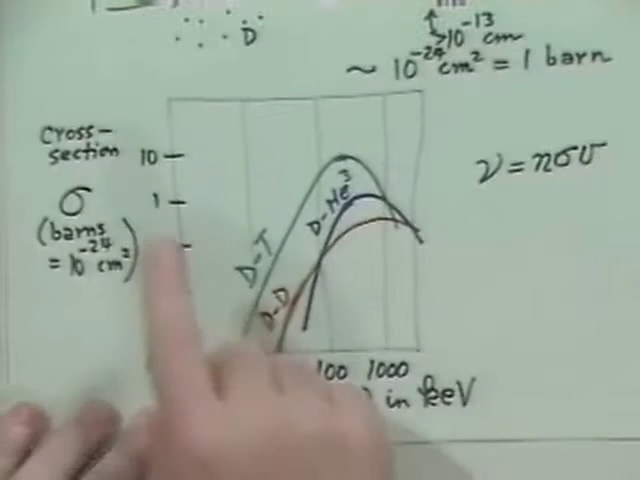 D
10⁻¹³ cm
~ 10⁻²⁴ cm² = 1 barn
Cross-
section
10
ν = nσv
σ
1
D-He³
(barns
= 10⁻²⁴ cm²)
D-T
D-D
100 1000
) in keV